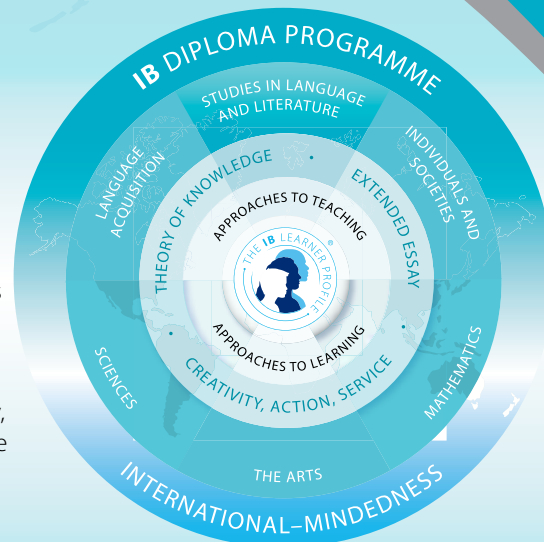 IB DIPLOMA PROGRAMME
STUDIES IN LANGUAGE
AND LITERATURE
LANGUAGE
ACQUISITION
INDIVIDUALS AND
SOCIETIES
THEORY OF KNOWLEDGE •
EXTENDED ESSAY
APPROACHES TO TEACHING
• THE IB LEARNER PROFILE • ®
APPROACHES TO LEARNING
• CREATIVITY, ACTION, SERVICE •
SCIENCES
MATHEMATICS
THE ARTS
INTERNATIONAL–MINDEDNESS